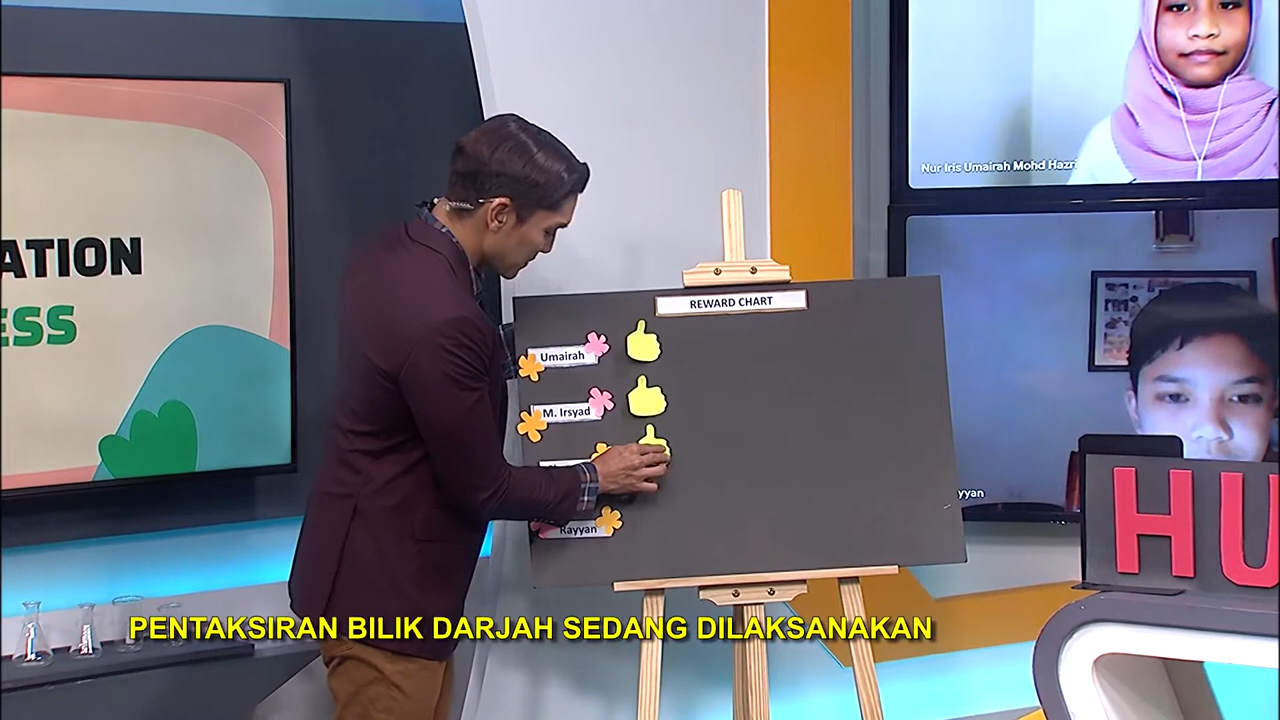 ATION
ESS
REWARD CHART
Umairah
M. Irsyad
Rayyan
Nur Iris Umairah Mohd Hazri
yyan
HU
PENTAKSIRAN BILIK DARJAH SEDANG DILAKSANAKAN